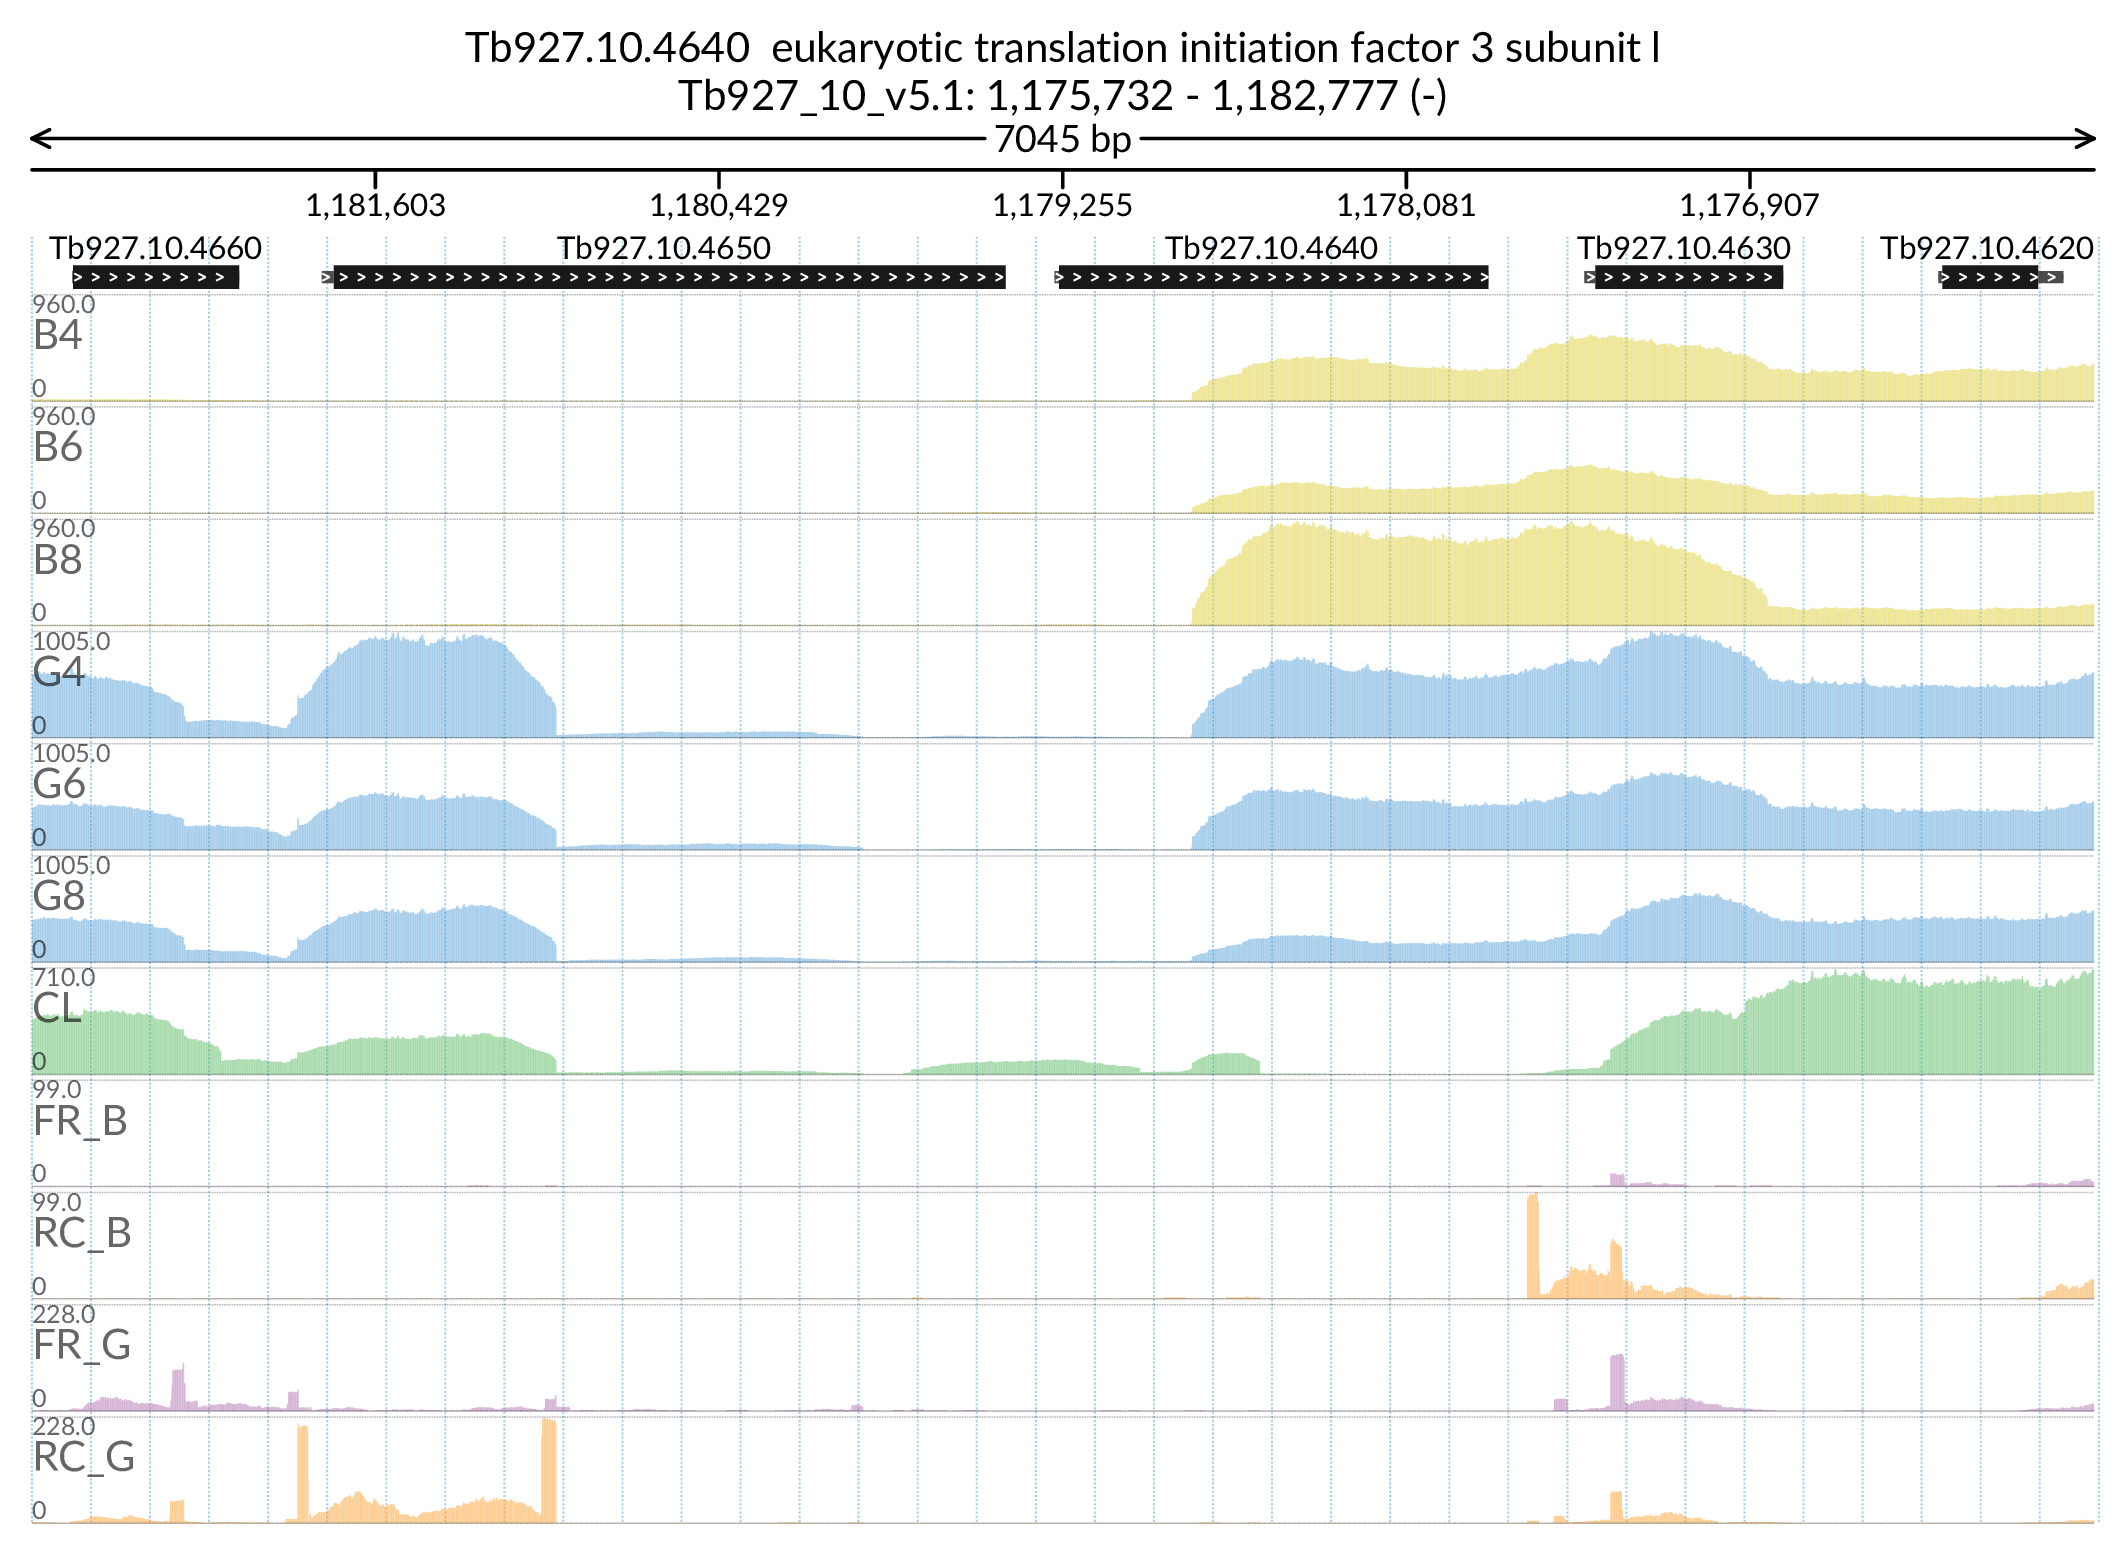 Tb927.10.4640 eukaryotic translation initiation factor 3 subunit l
Tb927_10_v5.1: 1,175,732 - 1,182,777 (-)
7045 bp
1,181,603 1,180,429 1,179,255 1,178,081 1,176,907
Tb927.10.4660 Tb927.10.4650 Tb927.10.4640 Tb927.10.4630 Tb927.10.4620
960.0
B4
0
960.0
B6
0
960.0
B8
0
1005.0
G4
0
1005.0
G6
0
1005.0
G8
0
710.0
CL
0
99.0
FR_B
0
99.0
RC_B
0
228.0
FR_G
0
228.0
RC_G
0